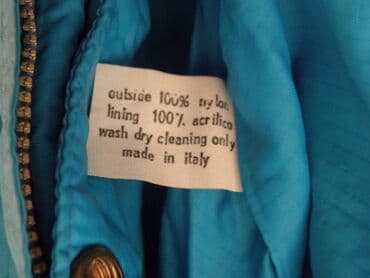 outside 100% nylon
lining 100% acrilico
wash dry cleaning only
made in italy